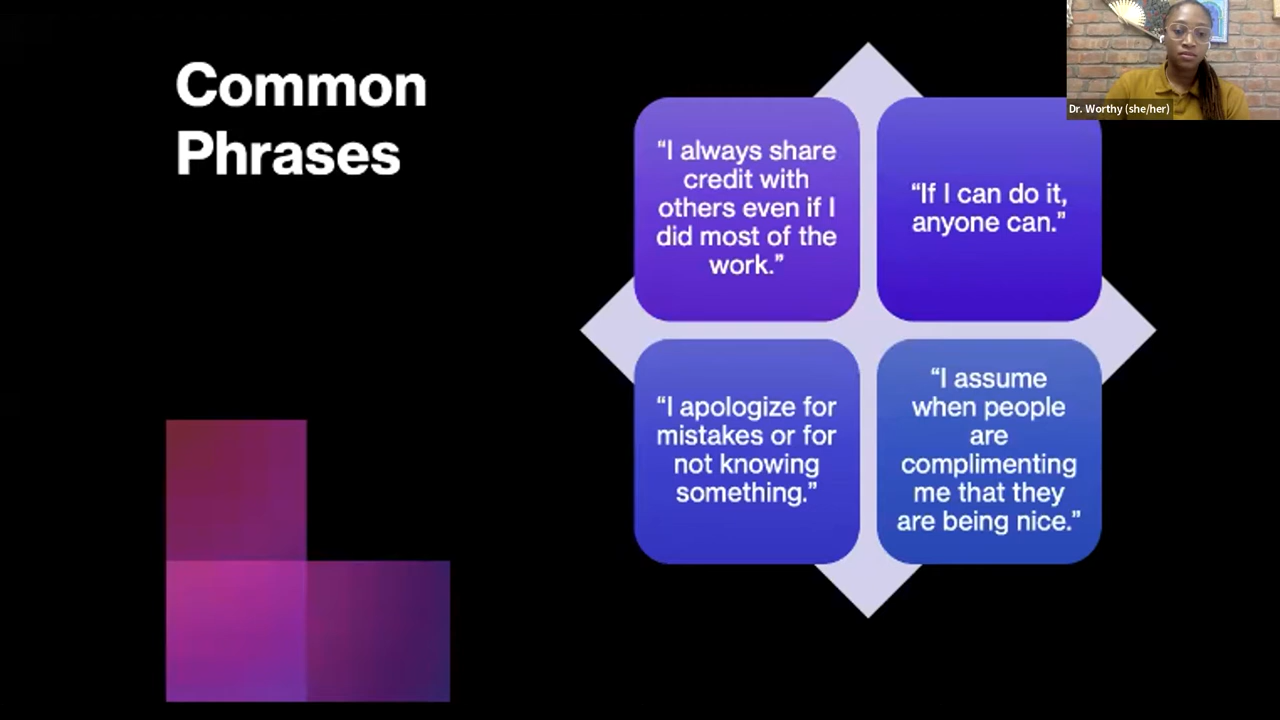 Common
Phrases
“I always share
credit with
others even if I
did most of the
work.”
“If I can do it,
anyone can.”
“I apologize for
mistakes or for
not knowing
something.”
“I assume
when people
are
complimenting
me that they
are being nice.”
Dr. Worthy (she/her)